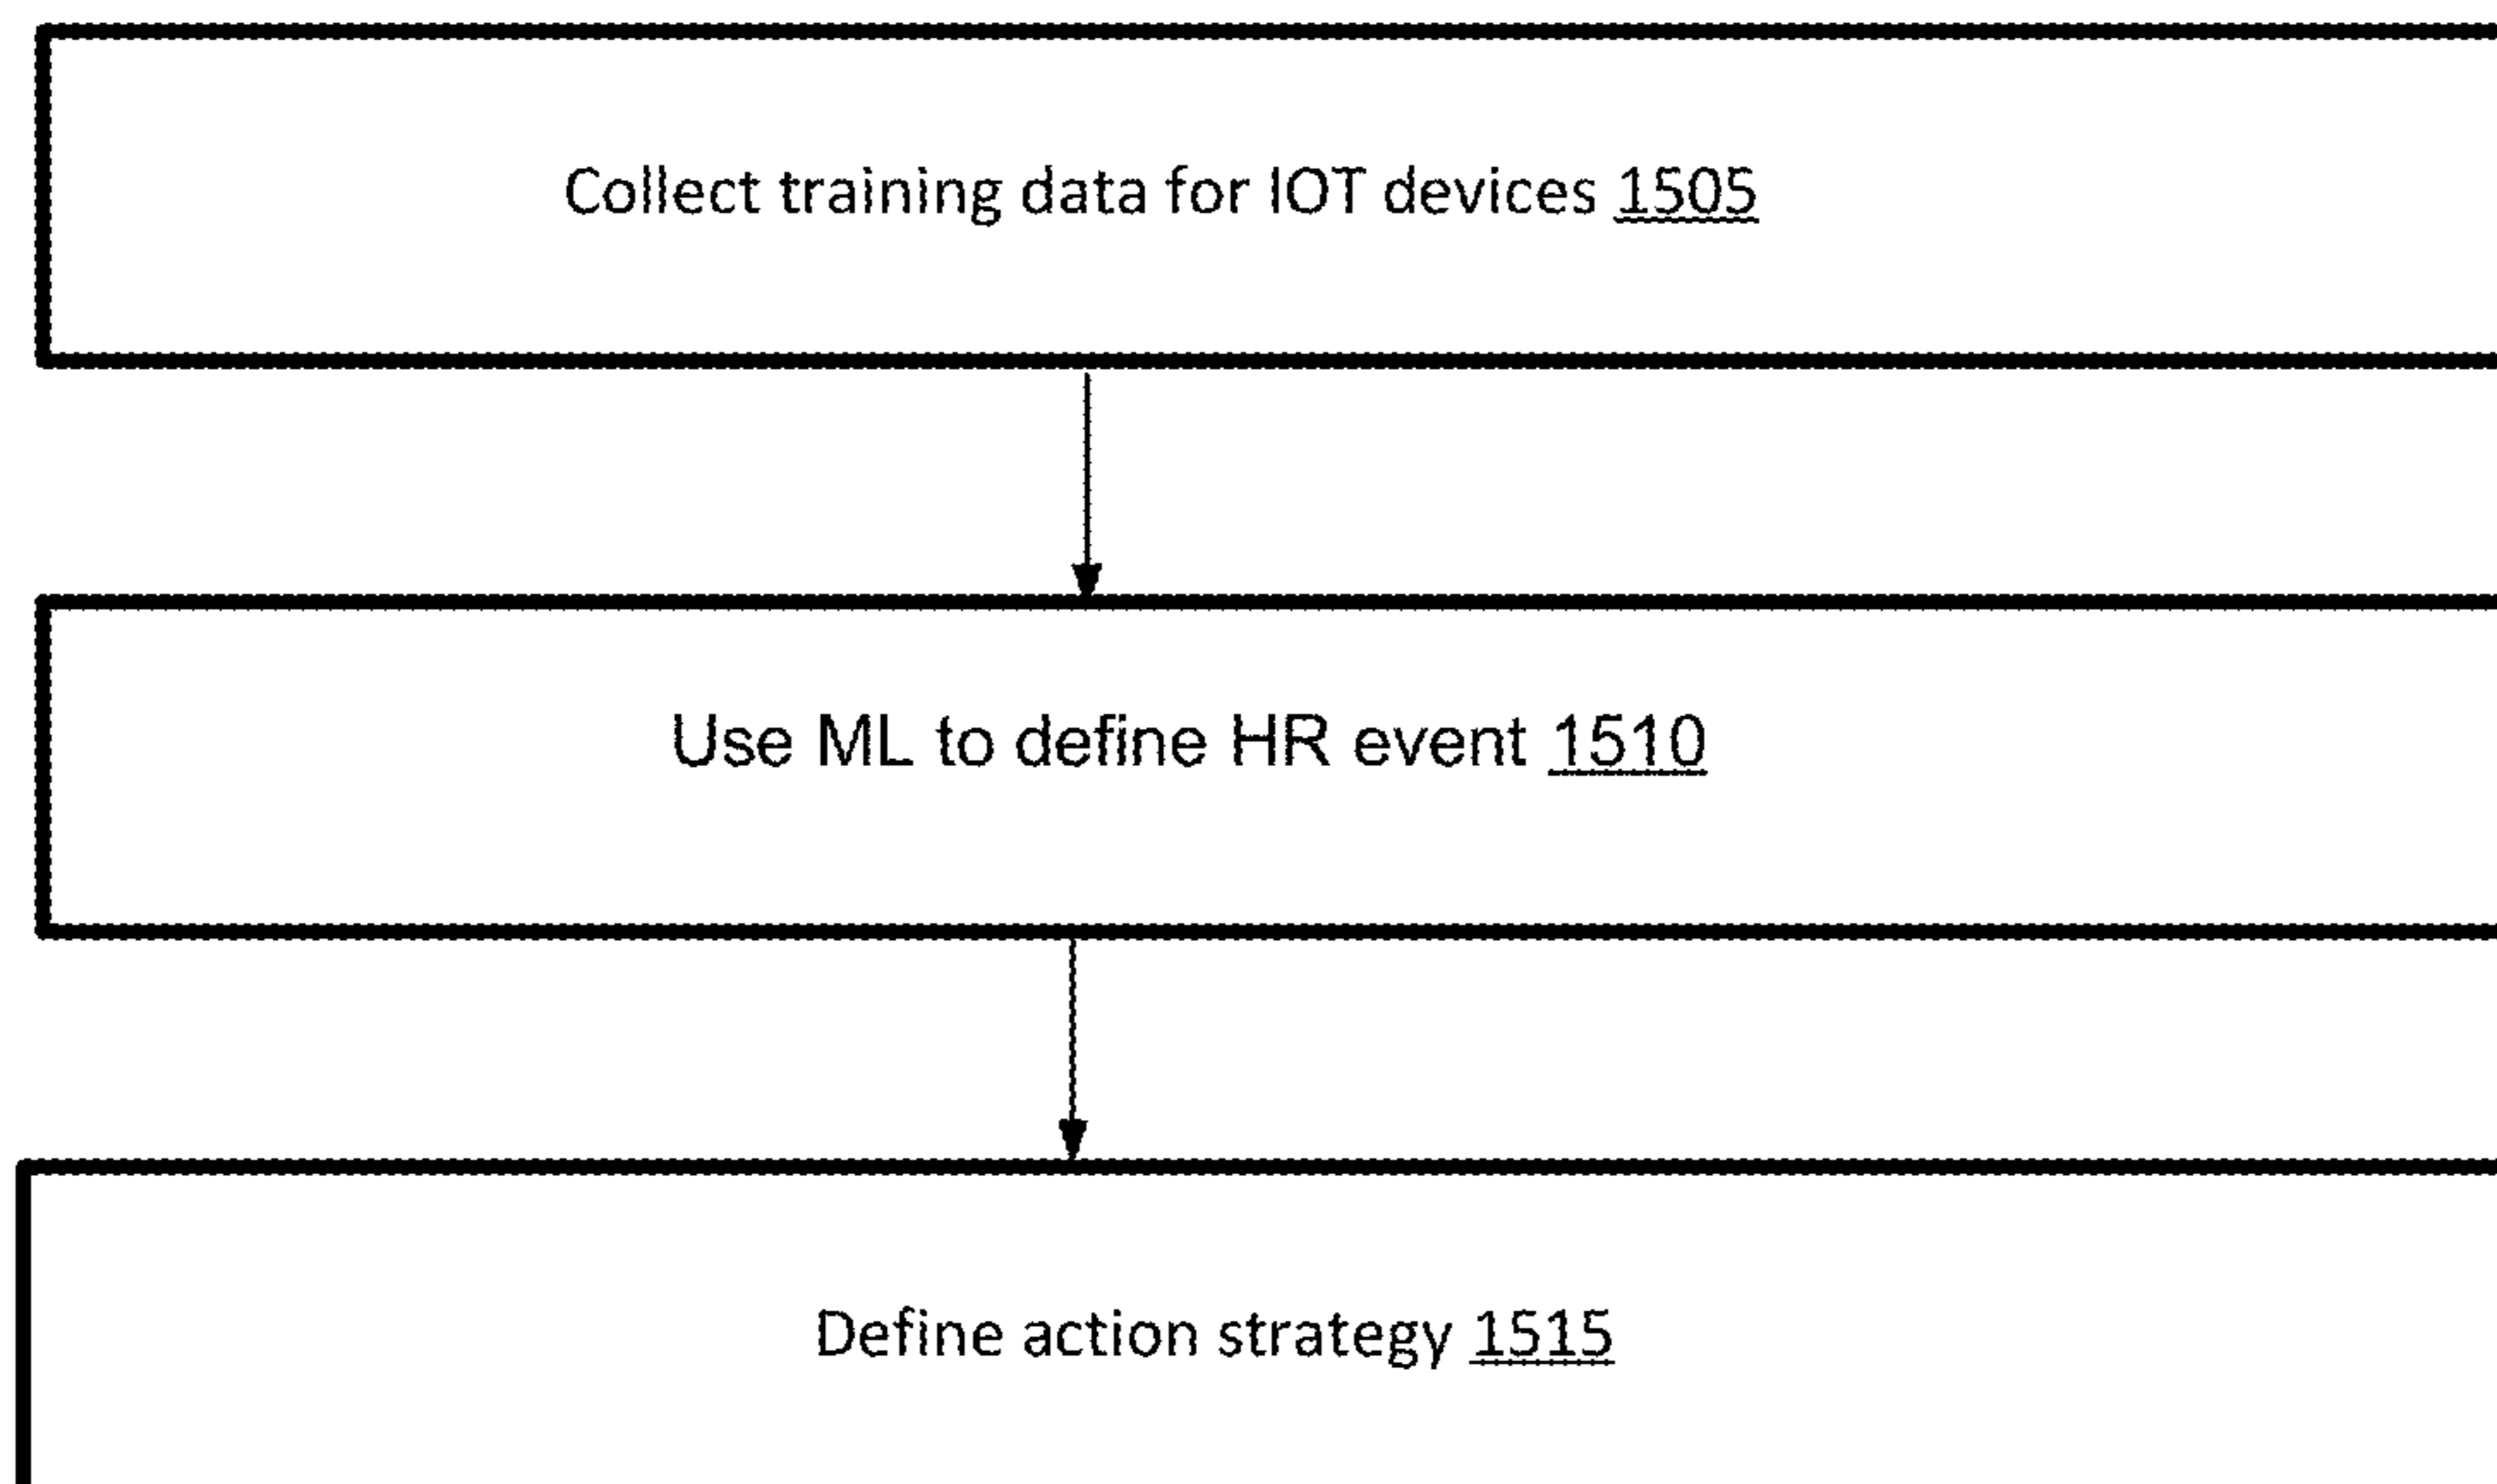 Collect training data for IOT devices 1505
Use ML to define HR event 1510
Define action strategy 1515